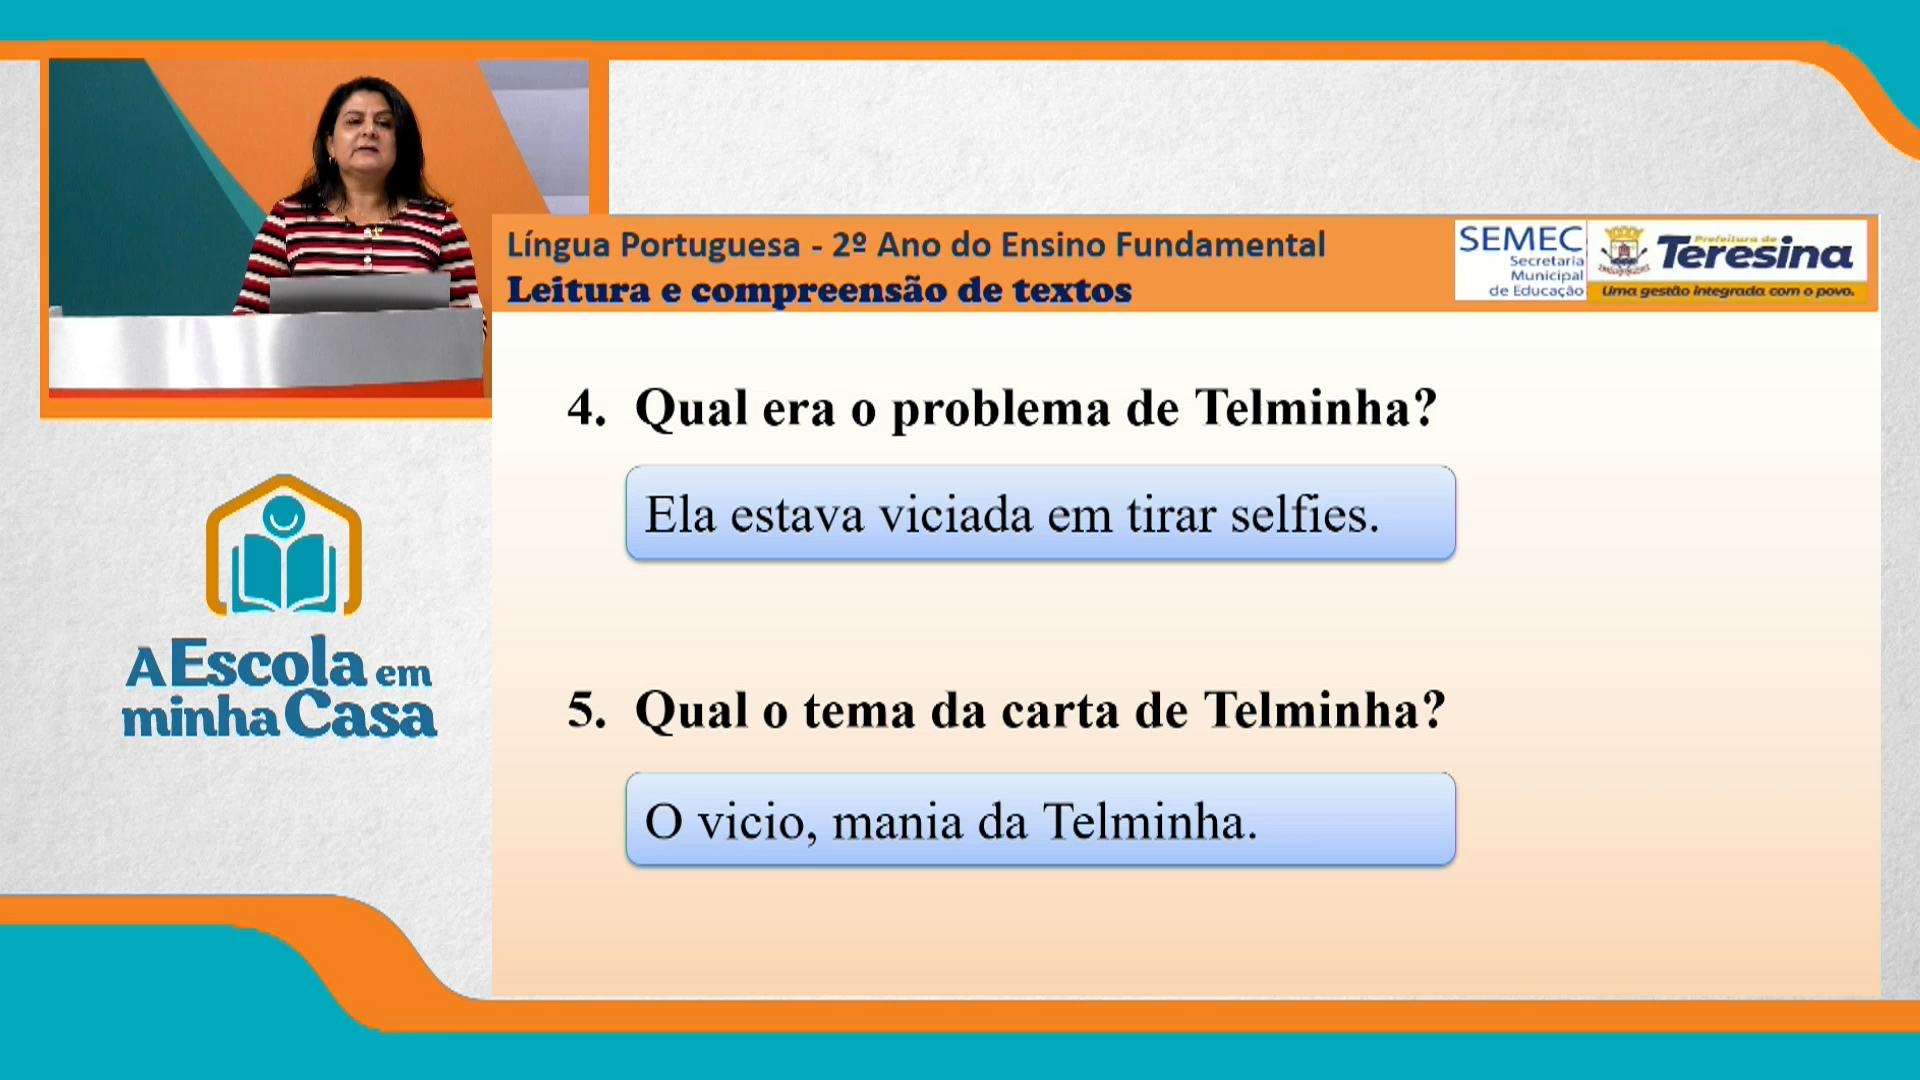 Língua Portuguesa - 2º Ano do Ensino Fundamental
Leitura e compreensão de textos
SEMEC
Secretaria
Municipal
de Educação
Prefeitura de
Teresina
Uma gestão integrada com o povo.
4. Qual era o problema de Telminha?
Ela estava viciada em tirar selfies.
5. Qual o tema da carta de Telminha?
O vicio, mania da Telminha.
A Escola em
minha Casa